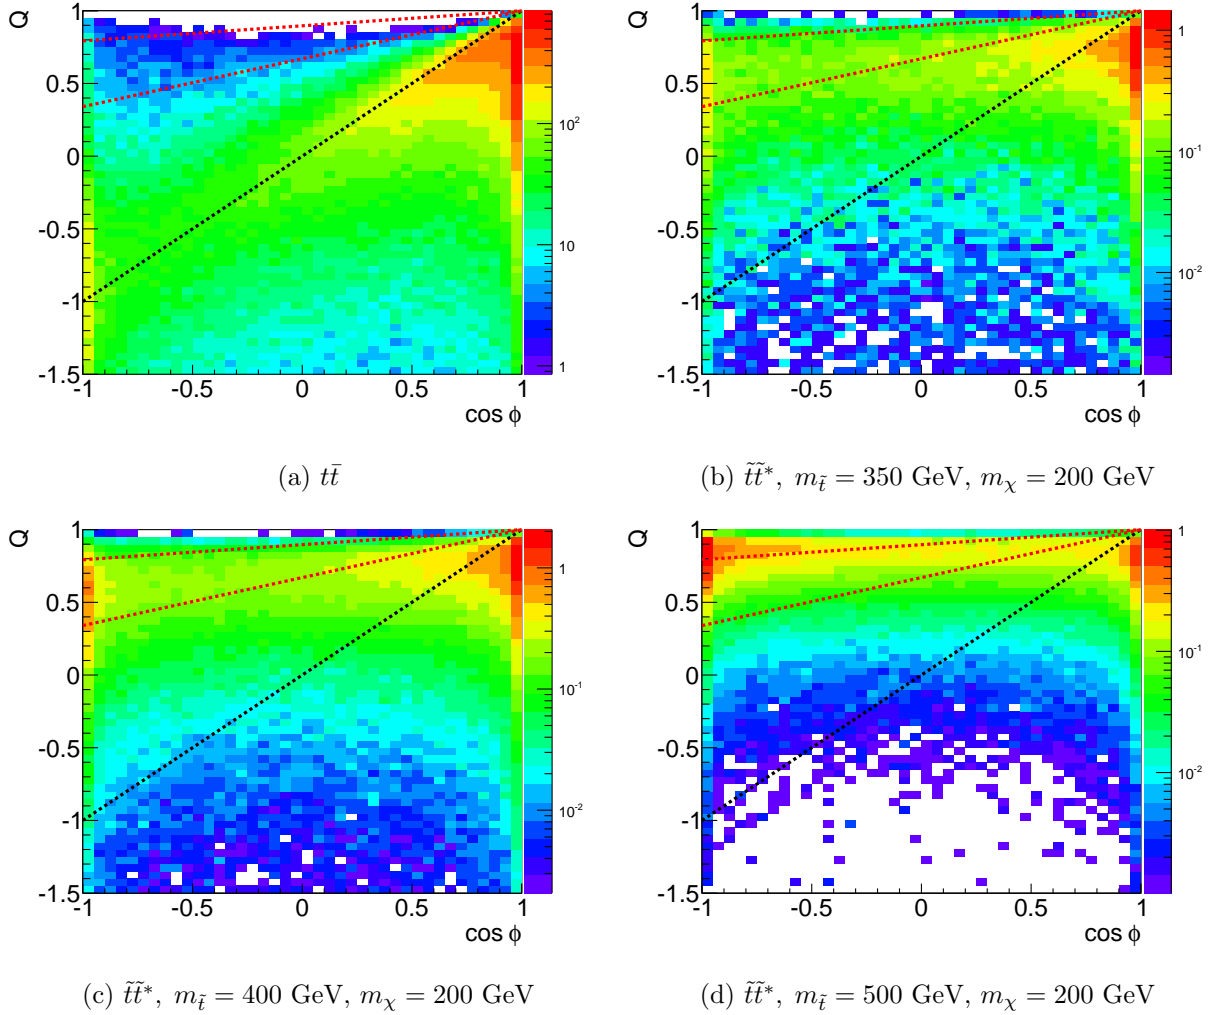 Q
1
0.5
0
-0.5
-1
-1.5
-1 -0.5 0 0.5 1
cos ϕ
10²
10
1
(a) tt̄
Q
1
0.5
0
-0.5
-1
-1.5
-1 -0.5 0 0.5 1
cos ϕ
1
10⁻¹
10⁻²
(b) t̃t̃*, m_t̃ = 350 GeV, m_χ = 200 GeV
Q
1
0.5
0
-0.5
-1
-1.5
-1 -0.5 0 0.5 1
cos ϕ
1
10⁻¹
10⁻²
(c) t̃t̃*, m_t̃ = 400 GeV, m_χ = 200 GeV
Q
1
0.5
0
-0.5
-1
-1.5
-1 -0.5 0 0.5 1
cos ϕ
1
10⁻¹
10⁻²
(d) t̃t̃*, m_t̃ = 500 GeV, m_χ = 200 GeV